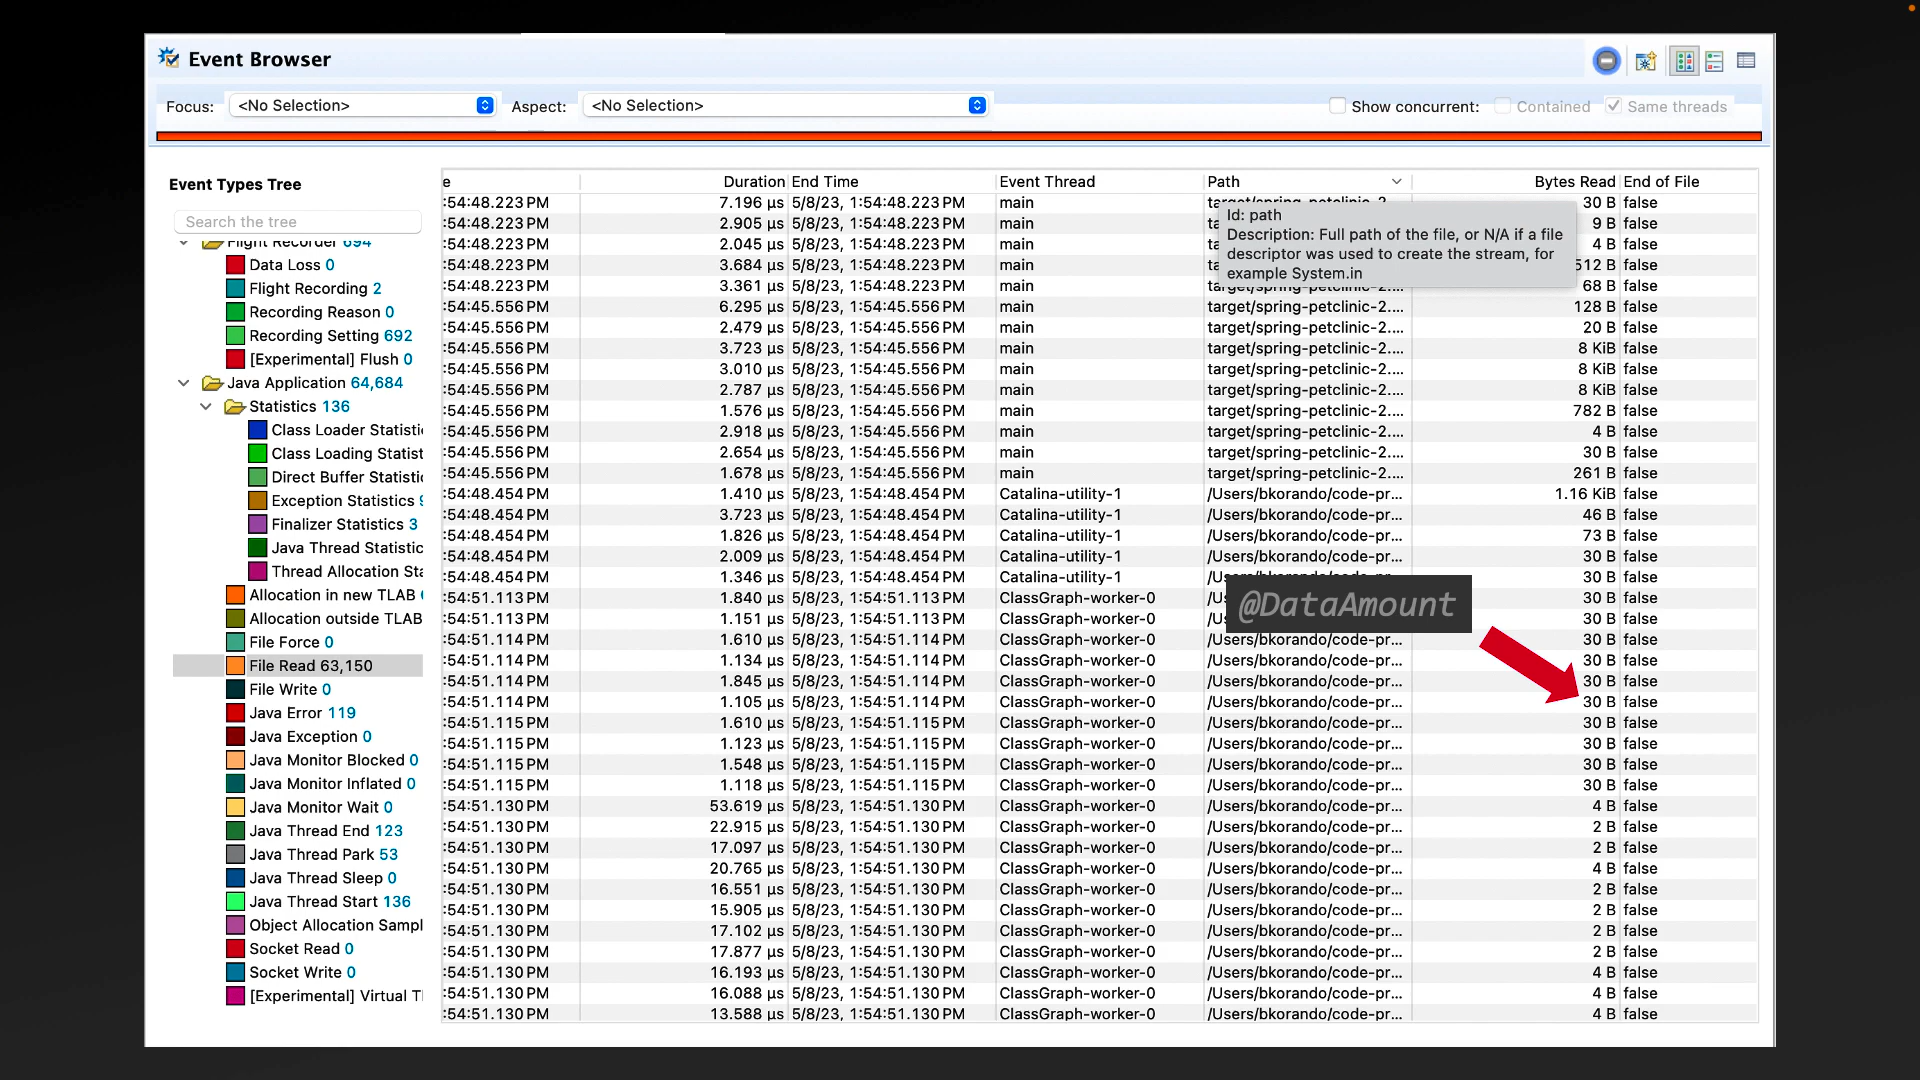 Event Browser
Focus: <No Selection> Aspect: <No Selection> Show concurrent: Contained Same threads
Event Types Tree
Search the tree
Flight Recorder 694
Data Loss 0
Flight Recording 2
Recording Reason 0
Recording Setting 692
[Experimental] Flush 0
Java Application 64,684
Statistics 136
Class Loader Statistic
Class Loading Statist
Direct Buffer Statistic
Exception Statistics 9
Finalizer Statistics 3
Java Thread Statistic
Thread Allocation Sta
Allocation in new TLAB
Allocation outside TLAB
File Force 0
File Read 63,150
File Write 0
Java Error 119
Java Exception 0
Java Monitor Blocked 0
Java Monitor Inflated 0
Java Monitor Wait 0
Java Thread End 123
Java Thread Park 53
Java Thread Sleep 0
Java Thread Start 136
Object Allocation Sampl
Socket Read 0
Socket Write 0
[Experimental] Virtual T
e Duration End Time Event Thread Path Bytes Read End of File
:54:48.223 PM 7.196 µs 5/8/23, 1:54:48.223 PM main target/spring-petclinic-2 30 B false
:54:48.223 PM 2.905 µs 5/8/23, 1:54:48.223 PM main ta 9 B false
:54:48.223 PM 2.045 µs 5/8/23, 1:54:48.223 PM main ta 4 B false
:54:48.223 PM 3.684 µs 5/8/23, 1:54:48.223 PM main ta 512 B false
:54:48.223 PM 3.361 µs 5/8/23, 1:54:48.223 PM main target/spring-petclinic-2.... 68 B false
:54:45.556 PM 6.295 µs 5/8/23, 1:54:45.556 PM main target/spring-petclinic-2.... 128 B false
:54:45.556 PM 2.479 µs 5/8/23, 1:54:45.556 PM main target/spring-petclinic-2.... 20 B false
:54:45.556 PM 3.723 µs 5/8/23, 1:54:45.556 PM main target/spring-petclinic-2.... 8 KiB false
:54:45.556 PM 3.010 µs 5/8/23, 1:54:45.556 PM main target/spring-petclinic-2.... 8 KiB false
:54:45.556 PM 2.787 µs 5/8/23, 1:54:45.556 PM main target/spring-petclinic-2.... 8 KiB false
:54:45.556 PM 1.576 µs 5/8/23, 1:54:45.556 PM main target/spring-petclinic-2.... 782 B false
:54:45.556 PM 2.918 µs 5/8/23, 1:54:45.556 PM main target/spring-petclinic-2.... 4 B false
:54:45.556 PM 2.654 µs 5/8/23, 1:54:45.556 PM main target/spring-petclinic-2.... 30 B false
:54:45.556 PM 1.678 µs 5/8/23, 1:54:45.556 PM main target/spring-petclinic-2.... 261 B false
:54:48.454 PM 1.410 µs 5/8/23, 1:54:48.454 PM Catalina-utility-1 /Users/bkorando/code-pr... 1.16 KiB false
:54:48.454 PM 3.723 µs 5/8/23, 1:54:48.454 PM Catalina-utility-1 /Users/bkorando/code-pr... 46 B false
:54:48.454 PM 1.826 µs 5/8/23, 1:54:48.454 PM Catalina-utility-1 /Users/bkorando/code-pr... 73 B false
:54:48.454 PM 2.009 µs 5/8/23, 1:54:48.454 PM Catalina-utility-1 /Users/bkorando/code-pr... 30 B false
:54:48.454 PM 1.346 µs 5/8/23, 1:54:48.454 PM Catalina-utility-1 /Users/bkorando/code-pr 30 B false
:54:51.113 PM 1.840 µs 5/8/23, 1:54:51.113 PM ClassGraph-worker-0 /Us 30 B false
:54:51.113 PM 1.151 µs 5/8/23, 1:54:51.113 PM ClassGraph-worker-0 /Us 30 B false
:54:51.114 PM 1.610 µs 5/8/23, 1:54:51.114 PM ClassGraph-worker-0 /Users/bkorando/code-pr... 30 B false
:54:51.114 PM 1.134 µs 5/8/23, 1:54:51.114 PM ClassGraph-worker-0 /Users/bkorando/code-pr... 30 B false
:54:51.114 PM 1.845 µs 5/8/23, 1:54:51.114 PM ClassGraph-worker-0 /Users/bkorando/code-pr... 30 B false
:54:51.114 PM 1.105 µs 5/8/23, 1:54:51.114 PM ClassGraph-worker-0 /Users/bkorando/code-pr... 30 B false
:54:51.115 PM 1.610 µs 5/8/23, 1:54:51.115 PM ClassGraph-worker-0 /Users/bkorando/code-pr... 30 B false
:54:51.115 PM 1.123 µs 5/8/23, 1:54:51.115 PM ClassGraph-worker-0 /Users/bkorando/code-pr... 30 B false
:54:51.115 PM 1.548 µs 5/8/23, 1:54:51.115 PM ClassGraph-worker-0 /Users/bkorando/code-pr... 30 B false
:54:51.115 PM 1.118 µs 5/8/23, 1:54:51.115 PM ClassGraph-worker-0 /Users/bkorando/code-pr... 30 B false
:54:51.130 PM 53.619 µs 5/8/23, 1:54:51.130 PM ClassGraph-worker-0 /Users/bkorando/code-pr... 4 B false
:54:51.130 PM 22.915 µs 5/8/23, 1:54:51.130 PM ClassGraph-worker-0 /Users/bkorando/code-pr... 2 B false
:54:51.130 PM 17.097 µs 5/8/23, 1:54:51.130 PM ClassGraph-worker-0 /Users/bkorando/code-pr... 2 B false
:54:51.130 PM 20.765 µs 5/8/23, 1:54:51.130 PM ClassGraph-worker-0 /Users/bkorando/code-pr... 4 B false
:54:51.130 PM 16.551 µs 5/8/23, 1:54:51.130 PM ClassGraph-worker-0 /Users/bkorando/code-pr... 2 B false
:54:51.130 PM 15.905 µs 5/8/23, 1:54:51.130 PM ClassGraph-worker-0 /Users/bkorando/code-pr... 2 B false
:54:51.130 PM 17.102 µs 5/8/23, 1:54:51.130 PM ClassGraph-worker-0 /Users/bkorando/code-pr... 2 B false
:54:51.130 PM 17.877 µs 5/8/23, 1:54:51.130 PM ClassGraph-worker-0 /Users/bkorando/code-pr... 2 B false
:54:51.130 PM 16.193 µs 5/8/23, 1:54:51.130 PM ClassGraph-worker-0 /Users/bkorando/code-pr... 4 B false
:54:51.130 PM 16.088 µs 5/8/23, 1:54:51.130 PM ClassGraph-worker-0 /Users/bkorando/code-pr... 4 B false
:54:51.130 PM 13.588 µs 5/8/23, 1:54:51.130 PM ClassGraph-worker-0 /Users/bkorando/code-pr... 4 B false
Id: path
Description: Full path of the file, or N/A if a file
descriptor was used to create the stream, for
example System.in
@DataAmount